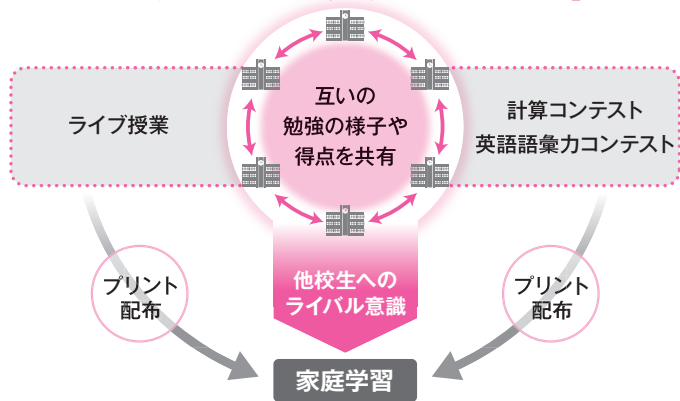 ライブ授業
互いの
勉強の様子や
得点を共有
計算コンテスト
英語語彙力コンテスト
プリント
配布
他校生への
ライバル意識
プリント
配布
家庭学習